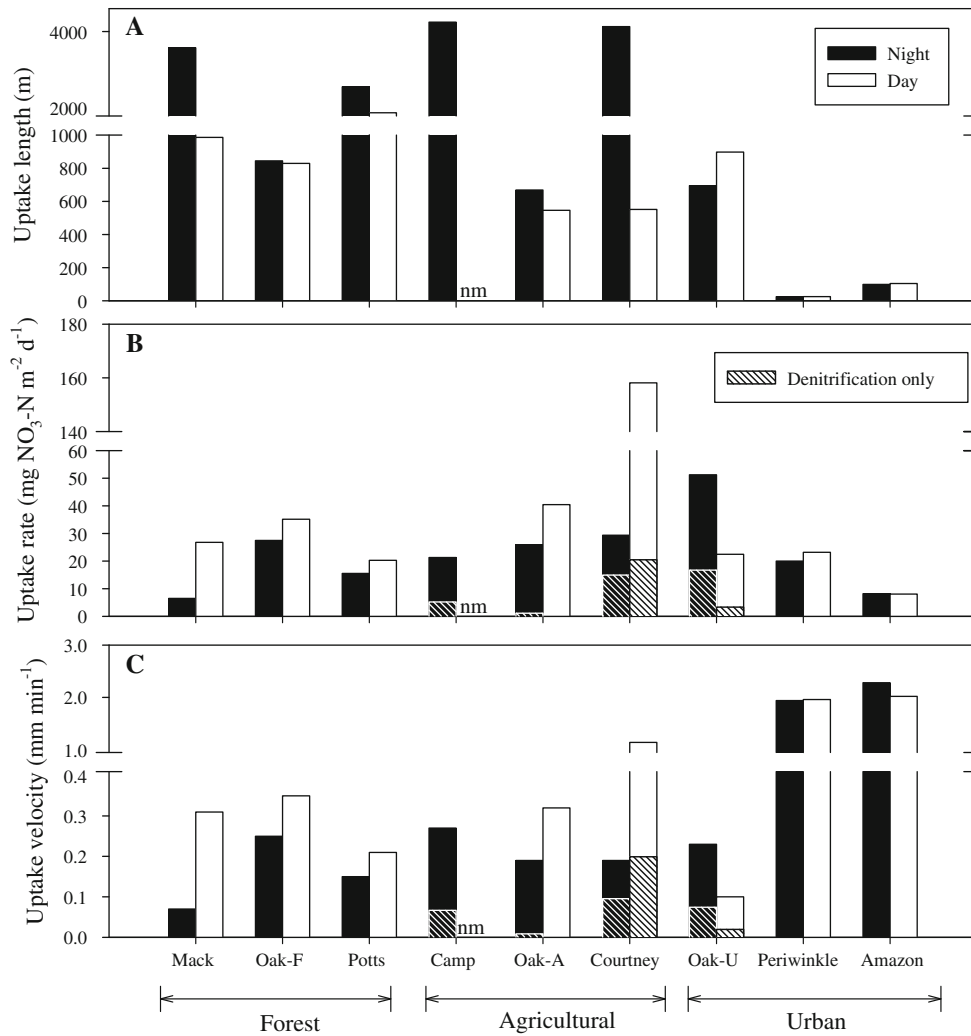 A
Night
Day
Uptake length (m)
4000
2000
1000
800
600
400
200
0
nm
B
Denitrification only
Uptake rate (mg NO₃-N m⁻² d⁻¹)
180
160
140
60
50
40
30
20
10
0
nm
C
Uptake velocity (mm min⁻¹)
3.0
2.0
1.0
0.4
0.3
0.2
0.1
0.0
nm
Mack Oak-F Potts Camp Oak-A Courtney Oak-U Periwinkle Amazon
Forest Agricultural Urban